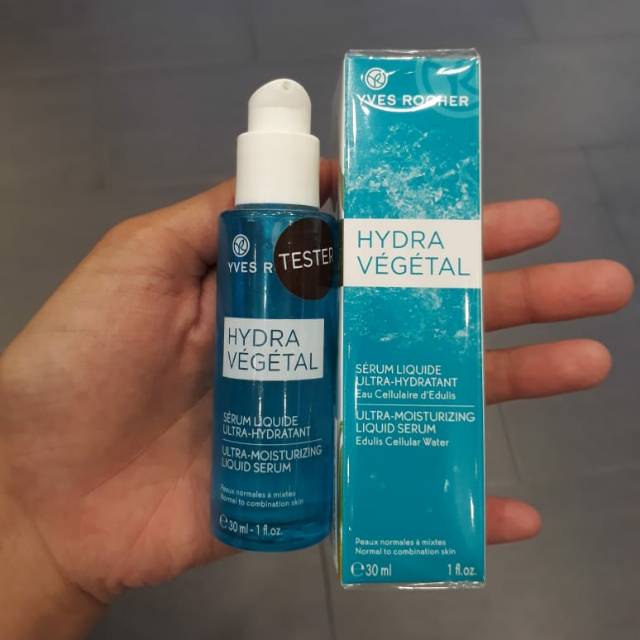 YR
YVES R
TESTER
HYDRA
VÉGÉTAL
SÉRUM LIQUIDE
ULTRA-HYDRATANT
ULTRA-MOISTURIZING
LIQUID SERUM
Peaux normales à mixtes
Normal to combination skin
℮30 ml - 1 fl.oz.
YR
YVES ROCHER
HYDRA
VÉGÉTAL
SÉRUM LIQUIDE
ULTRA-HYDRATANT
Eau Cellulaire d'Edulis
ULTRA-MOISTURIZING
LIQUID SERUM
Edulis Cellular Water
Peaux normales à mixtes
Normal to combination skin
℮30 ml 1 fl.oz.